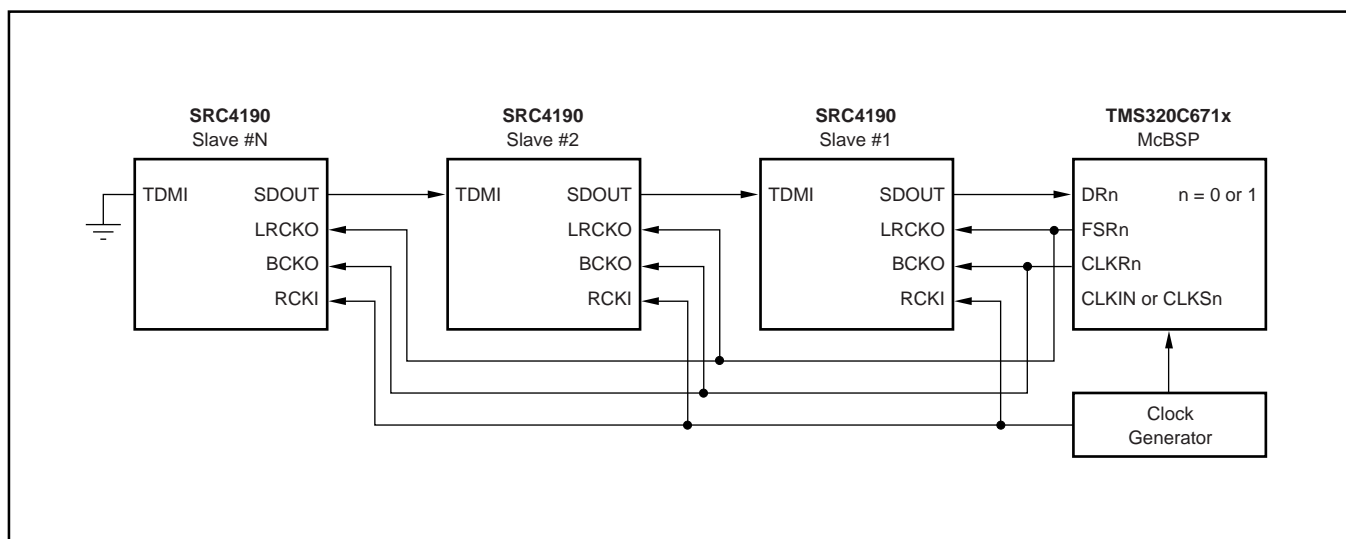 SRC4190
Slave #N
TDMI
SDOUT
LRCKO
BCKO
RCKI
SRC4190
Slave #2
TDMI
SDOUT
LRCKO
BCKO
RCKI
SRC4190
Slave #1
TDMI
SDOUT
LRCKO
BCKO
RCKI
TMS320C671x
McBSP
DRn
n = 0 or 1
FSRn
CLKRn
CLKIN or CLKSn
Clock
Generator